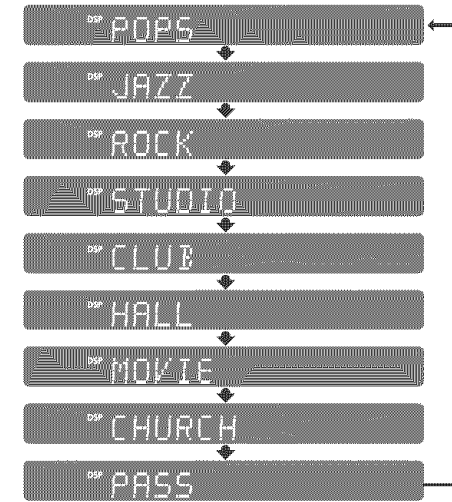 DSP POPS
DSP JAZZ
DSP ROCK
DSP STUDIO
DSP CLUB
DSP HALL
DSP MOVIE
DSP CHURCH
DSP PASS